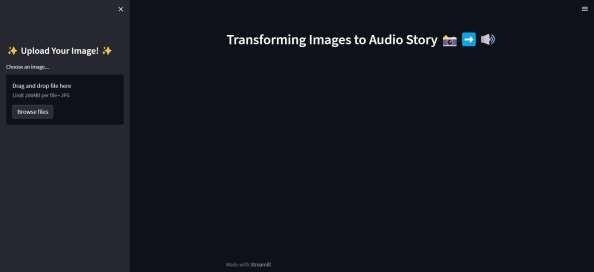 ✨ Upload Your Image! ✨
Choose an image...
Drag and drop file here
Limit 200MB per file • JPG
Browse files
Transforming Images to Audio Story 📸 ➡️ 🔊
Made with Streamlit